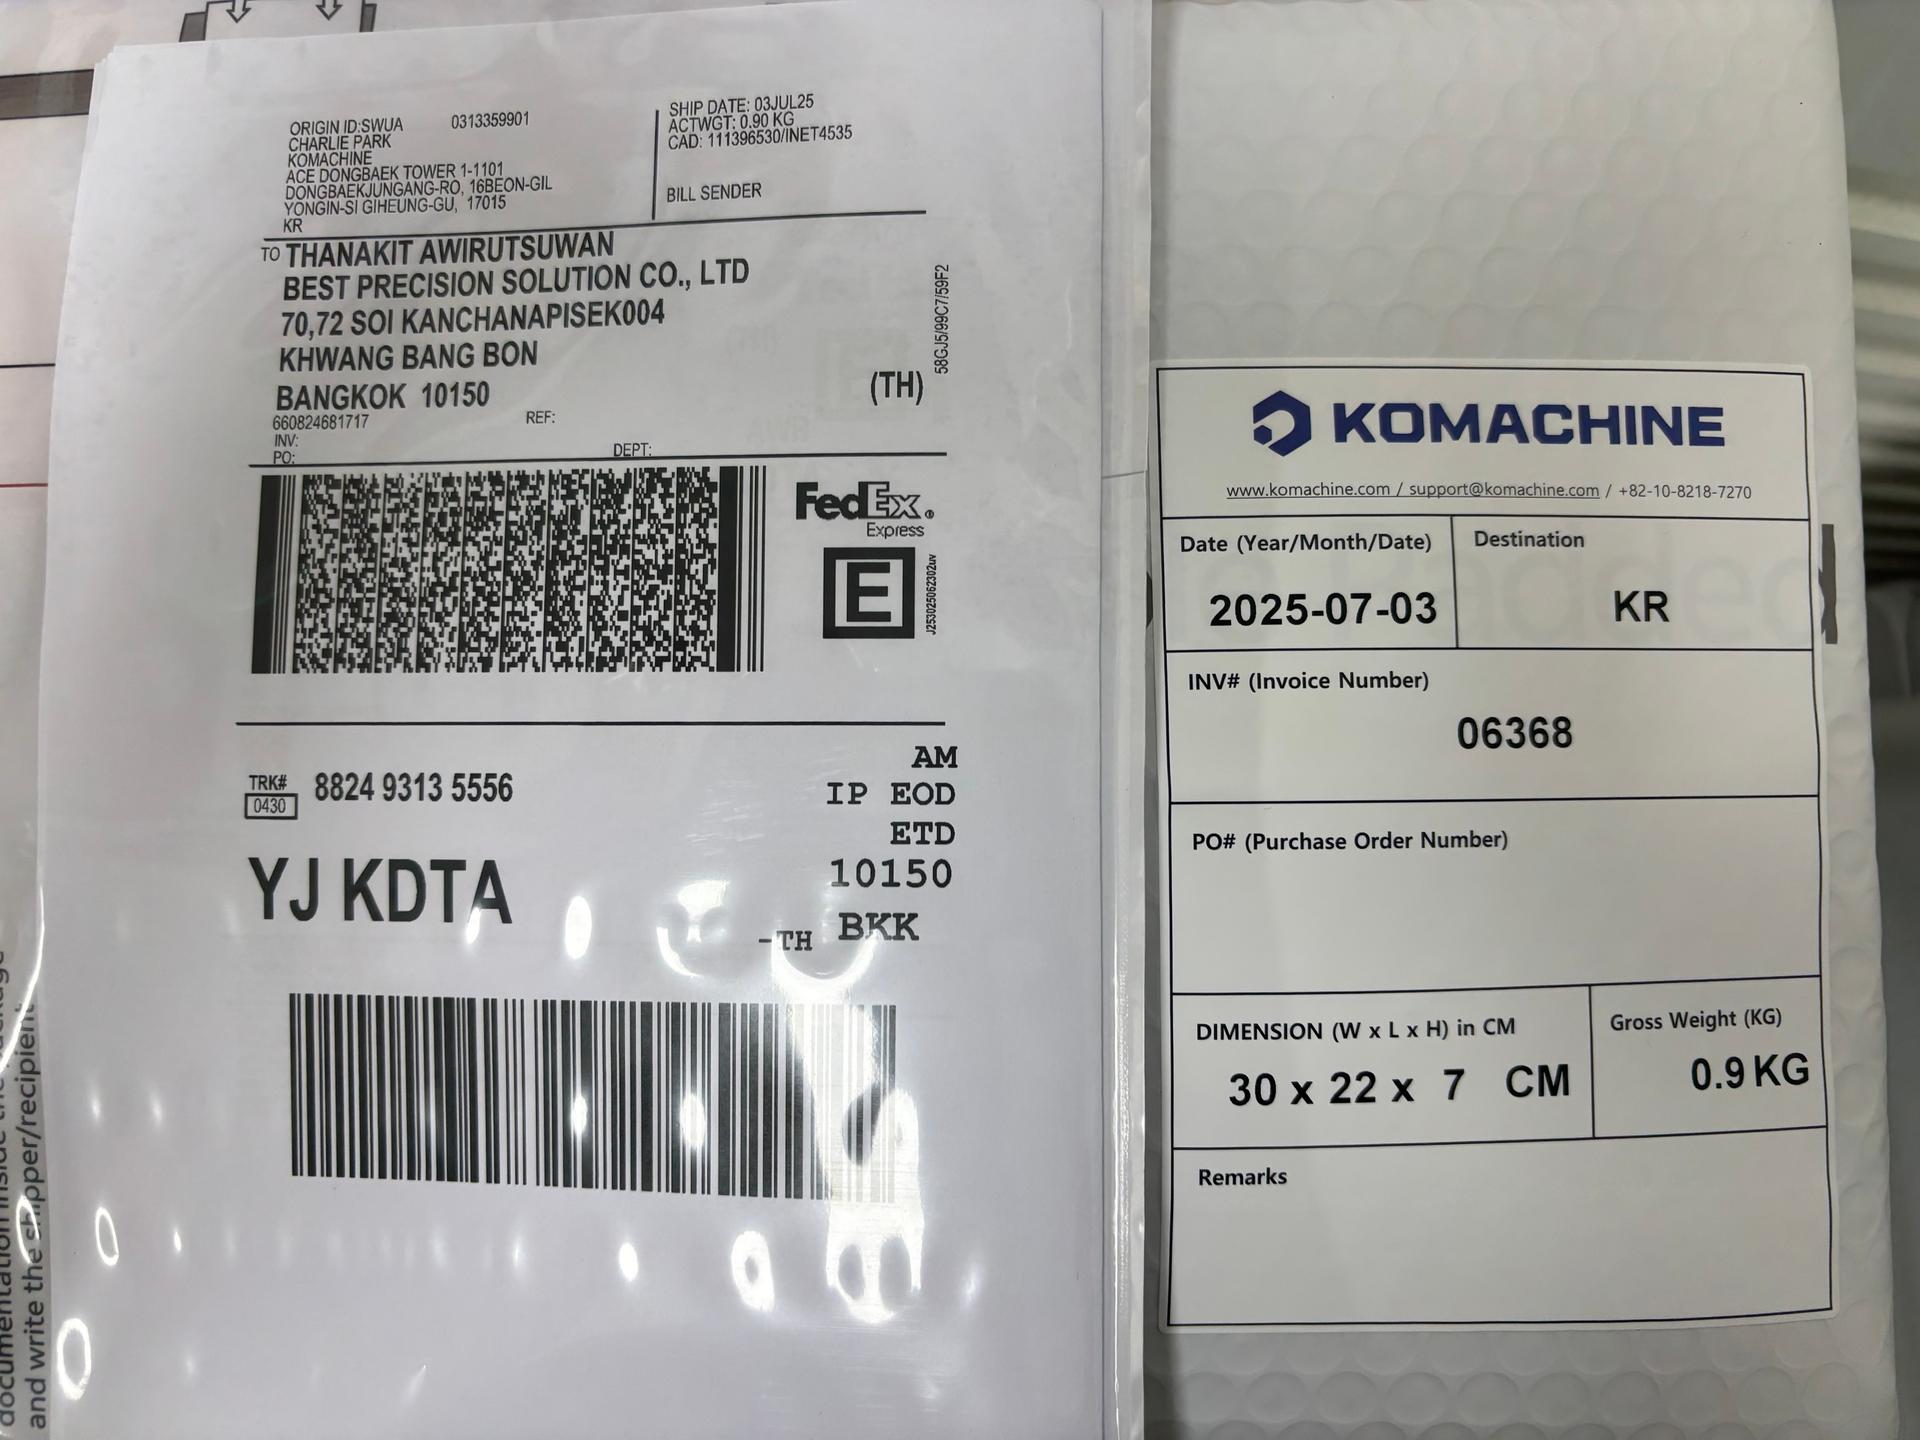 ORIGIN ID:SWUA 0313359901
CHARLIE PARK
KOMACHINE
ACE DONGBAEK TOWER 1-1101
DONGBAEKJUNGANG-RO, 16BEON-GIL
YONGIN-SI GIHEUNG-GU, 17015
KR
SHIP DATE: 03JUL25
ACTWGT: 0.90 KG
CAD: 111396530/INET4535
BILL SENDER
TO THANAKIT AWIRUTSUWAN
BEST PRECISION SOLUTION CO., LTD
70,72 SOI KANCHANAPISEK004
KHWANG BANG BON
BANGKOK 10150
(TH)
58GJ5/99C7/59F2
660824681717 REF:
INV:
PO: DEPT:
FedEx®
Express
E
J253025062302uv
TRK# 8824 9313 5556
0430
AM
IP EOD
ETD
10150
-TH BKK
YJ KDTA
and write the shipper/recipient
KOMACHINE
www.komachine.com / support@komachine.com / +82-10-8218-7270
Date (Year/Month/Date) Destination
2025-07-03 KR
INV# (Invoice Number)
06368
PO# (Purchase Order Number)
DIMENSION (W x L x H) in CM Gross Weight (KG)
30 x 22 x 7 CM 0.9 KG
Remarks